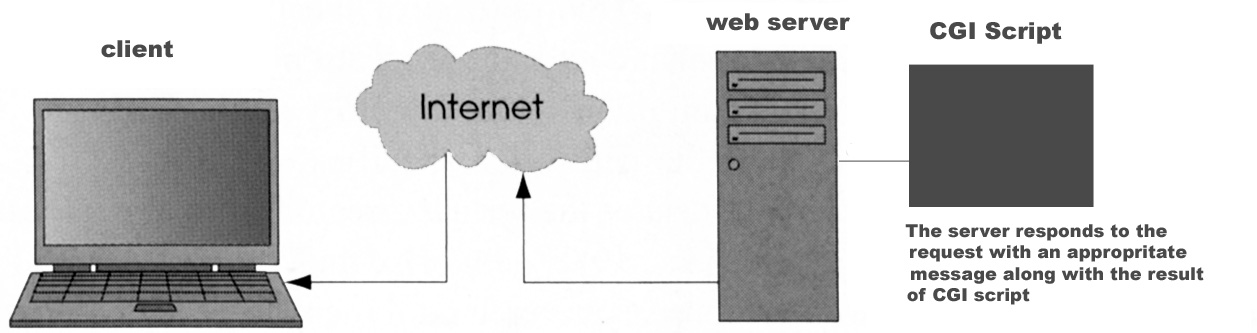 client
Internet
web server
CGI Script
The server responds to the
request with an appropritate
message along with the result
of CGI script